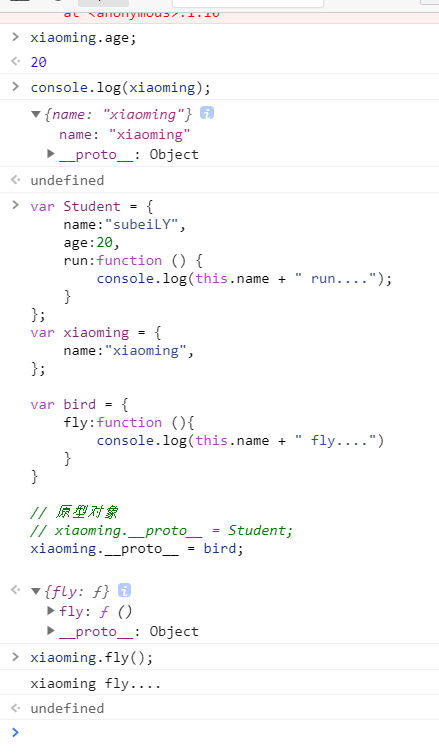 at <anonymous>:1:10
> xiaoming.age;
< 20
> console.log(xiaoming);
▼{name: "xiaoming"} i
name: "xiaoming"
▶__proto__: Object
< undefined
> var Student = {
name:"subeiLY",
age:20,
run:function () {
console.log(this.name + " run....");
}
};
var xiaoming = {
name:"xiaoming",
};
var bird = {
fly:function (){
console.log(this.name + " fly....")
}
}
// 原型对象
// xiaoming.__proto__ = Student;
xiaoming.__proto__ = bird;
< ▼{fly: ƒ} i
▶fly: ƒ ()
▶__proto__: Object
> xiaoming.fly();
xiaoming fly....
< undefined
>